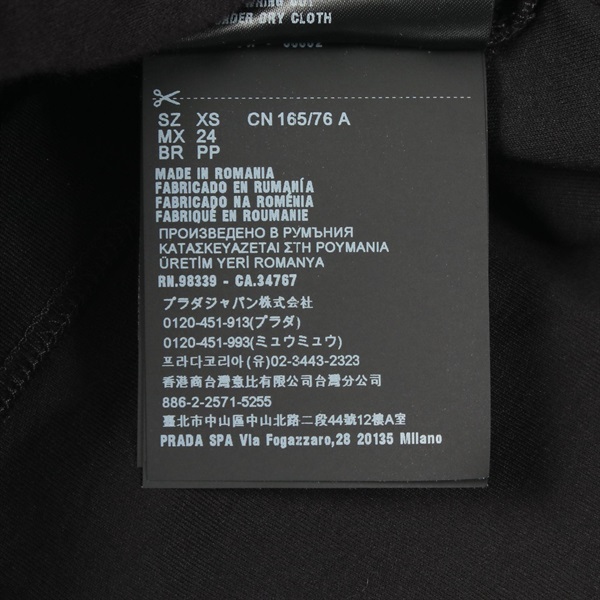 UNDER DRY CLOTH
SZ XS CN 165/76 A
MX 24
BR PP
MADE IN ROMANIA
FABRICADO EN RUMANÍA
FABRICADO NA ROMÉNIA
FABRIQUÉ EN ROUMANIE
ПРОИЗВЕДЕНО В РУМЪНИЯ
ΚΑΤΑΣΚΕΥΑΖΕΤΑΙ ΣΤΗ ΡΟΥΜΑΝΙΑ
ÜRETİM YERİ ROMANYA
RN.98339 - CA.34767
プラダジャパン株式会社
0120-451-913(プラダ)
0120-451-993(ミュウミュウ)
프라다코리아(유)02-3443-2323
香港商台灣臺比有限公司台灣分公司
886-2-2571-5255
臺北市中山區中山北路二段44號12樓A室
PRADA SPA Via Fogazzaro,28 20135 Milano